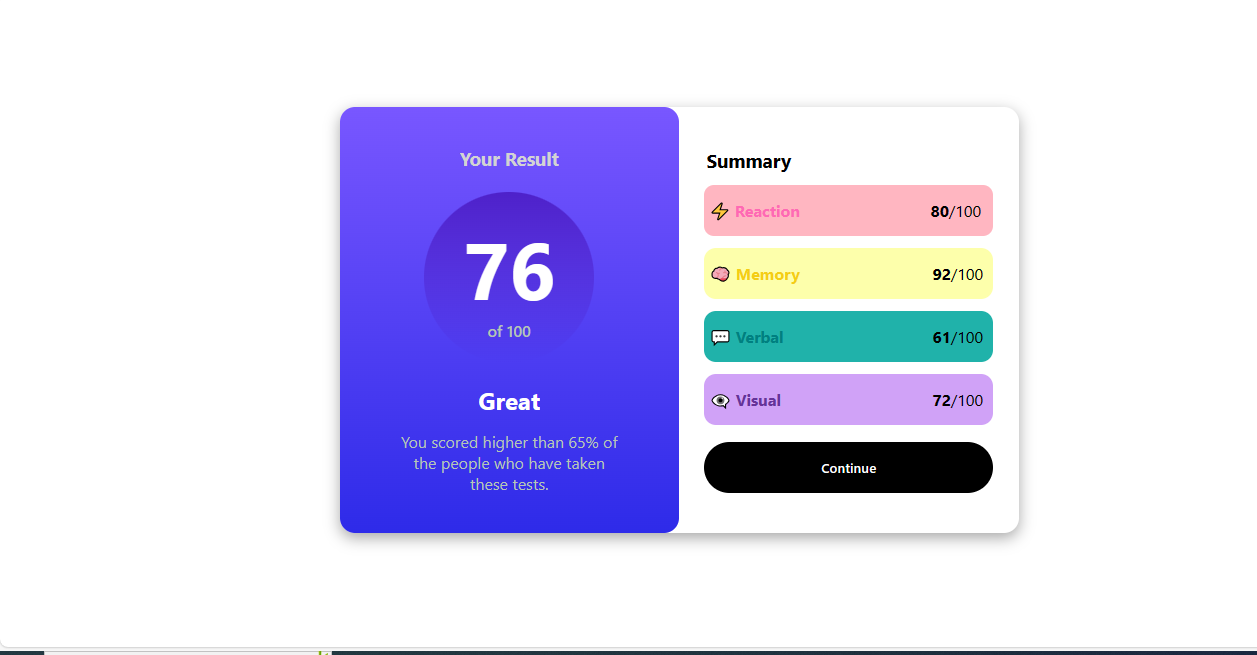 Your Result
76
of 100
Great
You scored higher than 65% of
the people who have taken
these tests.
Summary
Reaction 80/100
Memory 92/100
Verbal 61/100
Visual 72/100
Continue